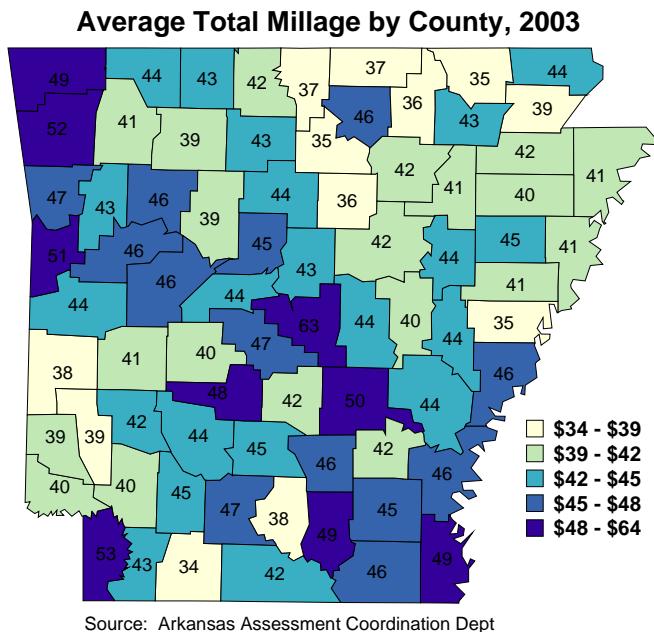 Average Total Millage by County, 2003
49 44 43 42 37 37 35 44
52 41 39 43 35 46 36 43 39
47 43 46 39 44 36 42 41 42 40 41
51 46 46 45 43 42 44 45 41 41
44 44 63 44 40 44 35
38 41 40 47 46
48 42 50 44
39 39 42 44 45 46 42 46
40 40 45 47 38 49 45 49
53 43 34 42 46
$34 - $39
$39 - $42
$42 - $45
$45 - $48
$48 - $64
Source: Arkansas Assessment Coordination Dept